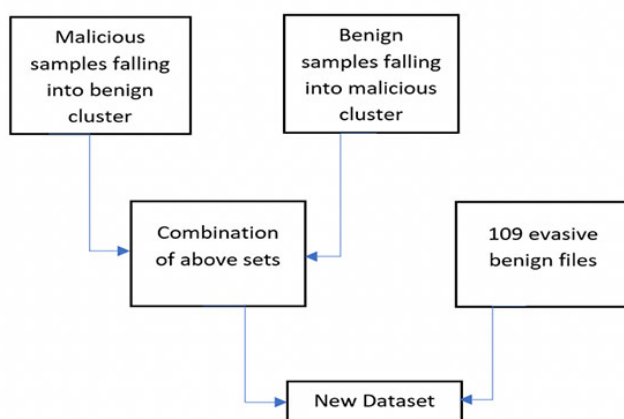 Malicious
samples falling
into benign
cluster
Benign
samples falling
into malicious
cluster
Combination
of above sets
109 evasive
benign files
New Dataset